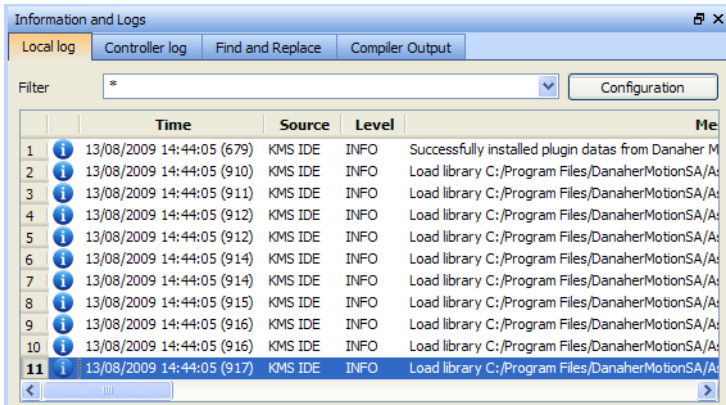 Information and Logs
Local log Controller log Find and Replace Compiler Output
Filter * Configuration
Time Source Level
1 13/08/2009 14:44:05 (679) KMS IDE INFO Successfully installed plugin datas from Danaher
2 13/08/2009 14:44:05 (910) KMS IDE INFO Load library C:/Program Files/DanaherMotionSA/
3 13/08/2009 14:44:05 (911) KMS IDE INFO Load library C:/Program Files/DanaherMotionSA/
4 13/08/2009 14:44:05 (912) KMS IDE INFO Load library C:/Program Files/DanaherMotionSA/
5 13/08/2009 14:44:05 (912) KMS IDE INFO Load library C:/Program Files/DanaherMotionSA/
6 13/08/2009 14:44:05 (914) KMS IDE INFO Load library C:/Program Files/DanaherMotionSA/
7 13/08/2009 14:44:05 (914) KMS IDE INFO Load library C:/Program Files/DanaherMotionSA/
8 13/08/2009 14:44:05 (915) KMS IDE INFO Load library C:/Program Files/DanaherMotionSA/
9 13/08/2009 14:44:05 (916) KMS IDE INFO Load library C:/Program Files/DanaherMotionSA/
10 13/08/2009 14:44:05 (916) KMS IDE INFO Load library C:/Program Files/DanaherMotionSA/
11 13/08/2009 14:44:05 (917) KMS IDE INFO Load library C:/Program Files/DanaherMotionSA/